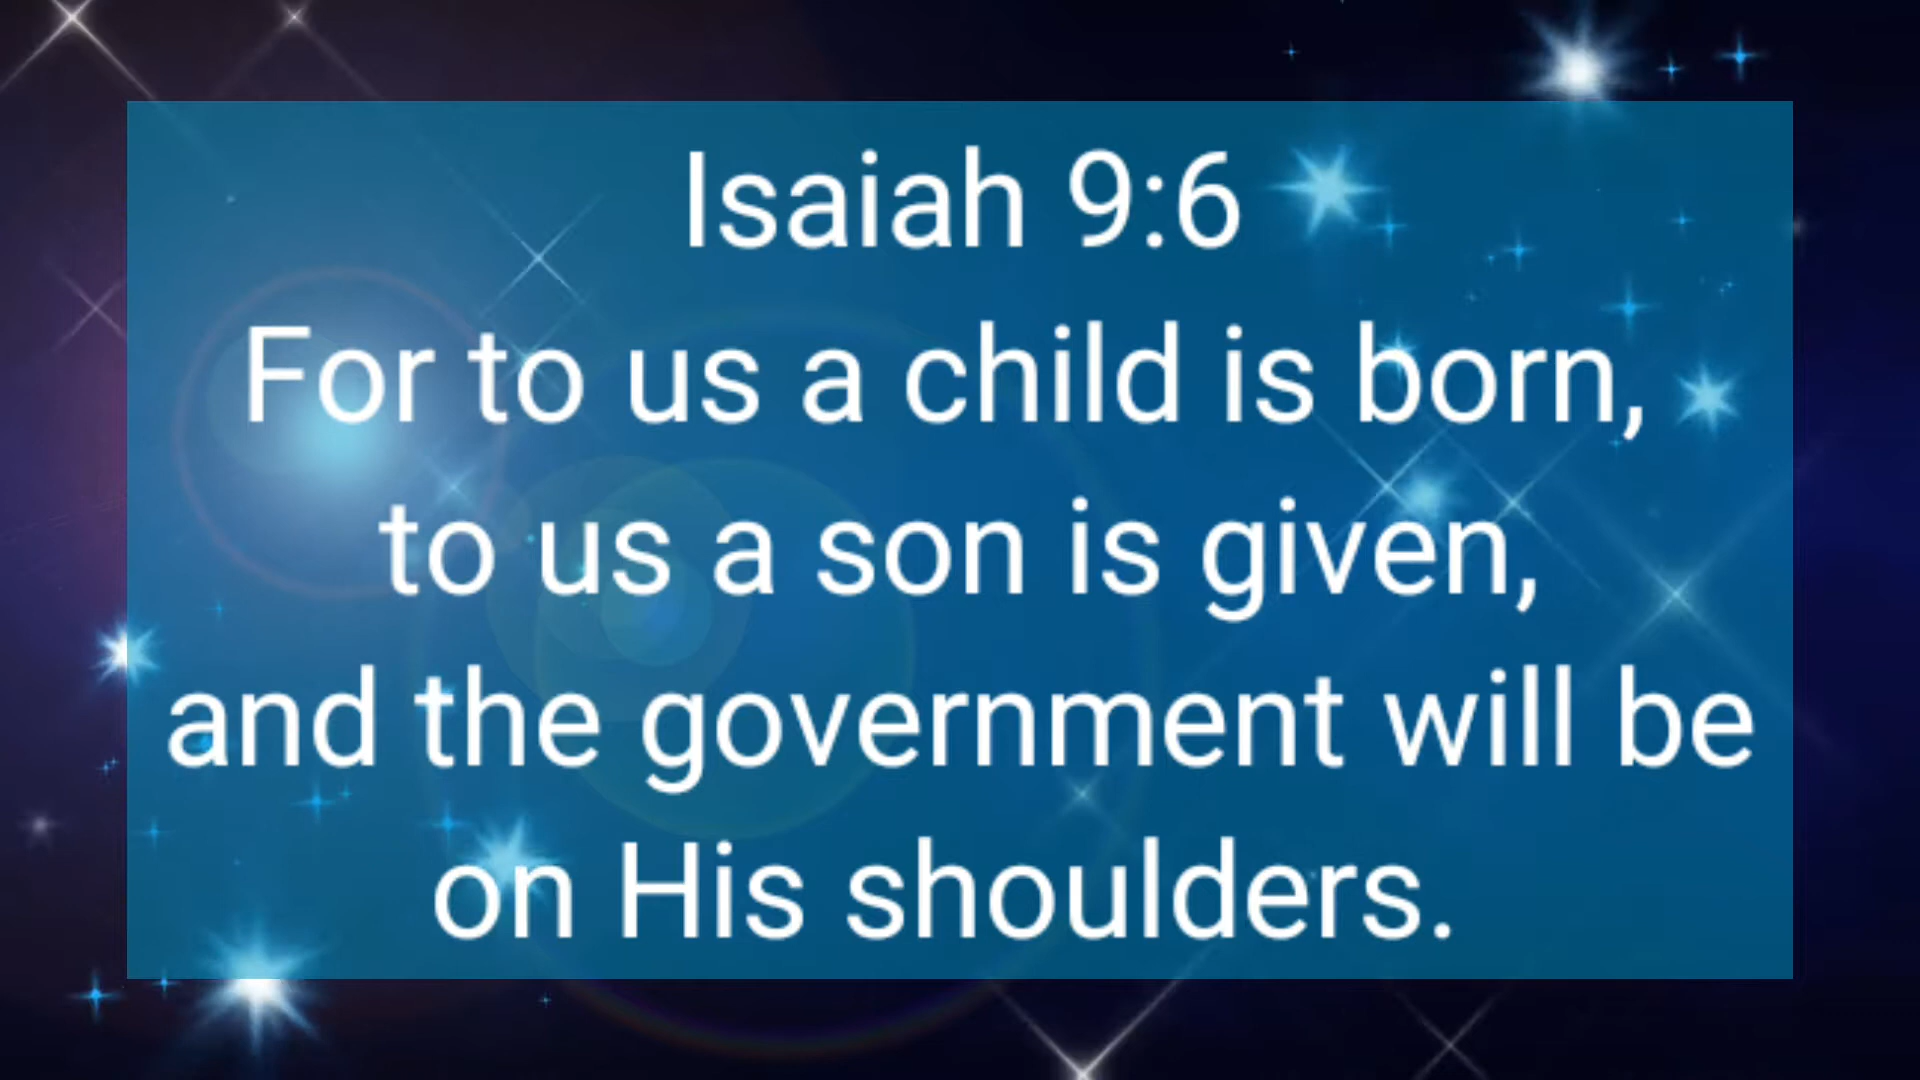 Isaiah 9:6
For to us a child is born,
to us a son is given,
and the government will be
on His shoulders.